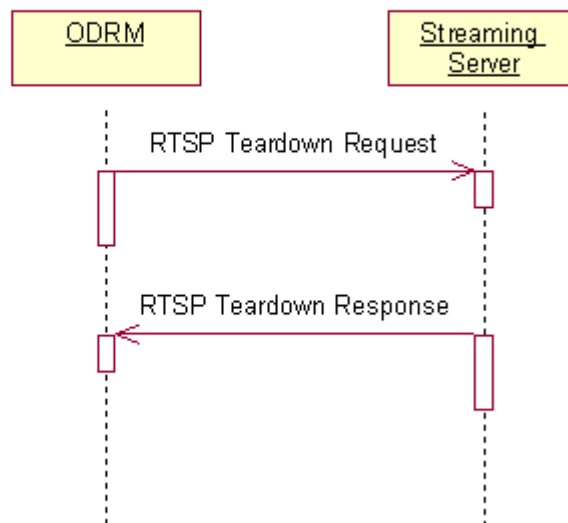 ODRM
Streaming
Server
RTSP Teardown Request
RTSP Teardown Response